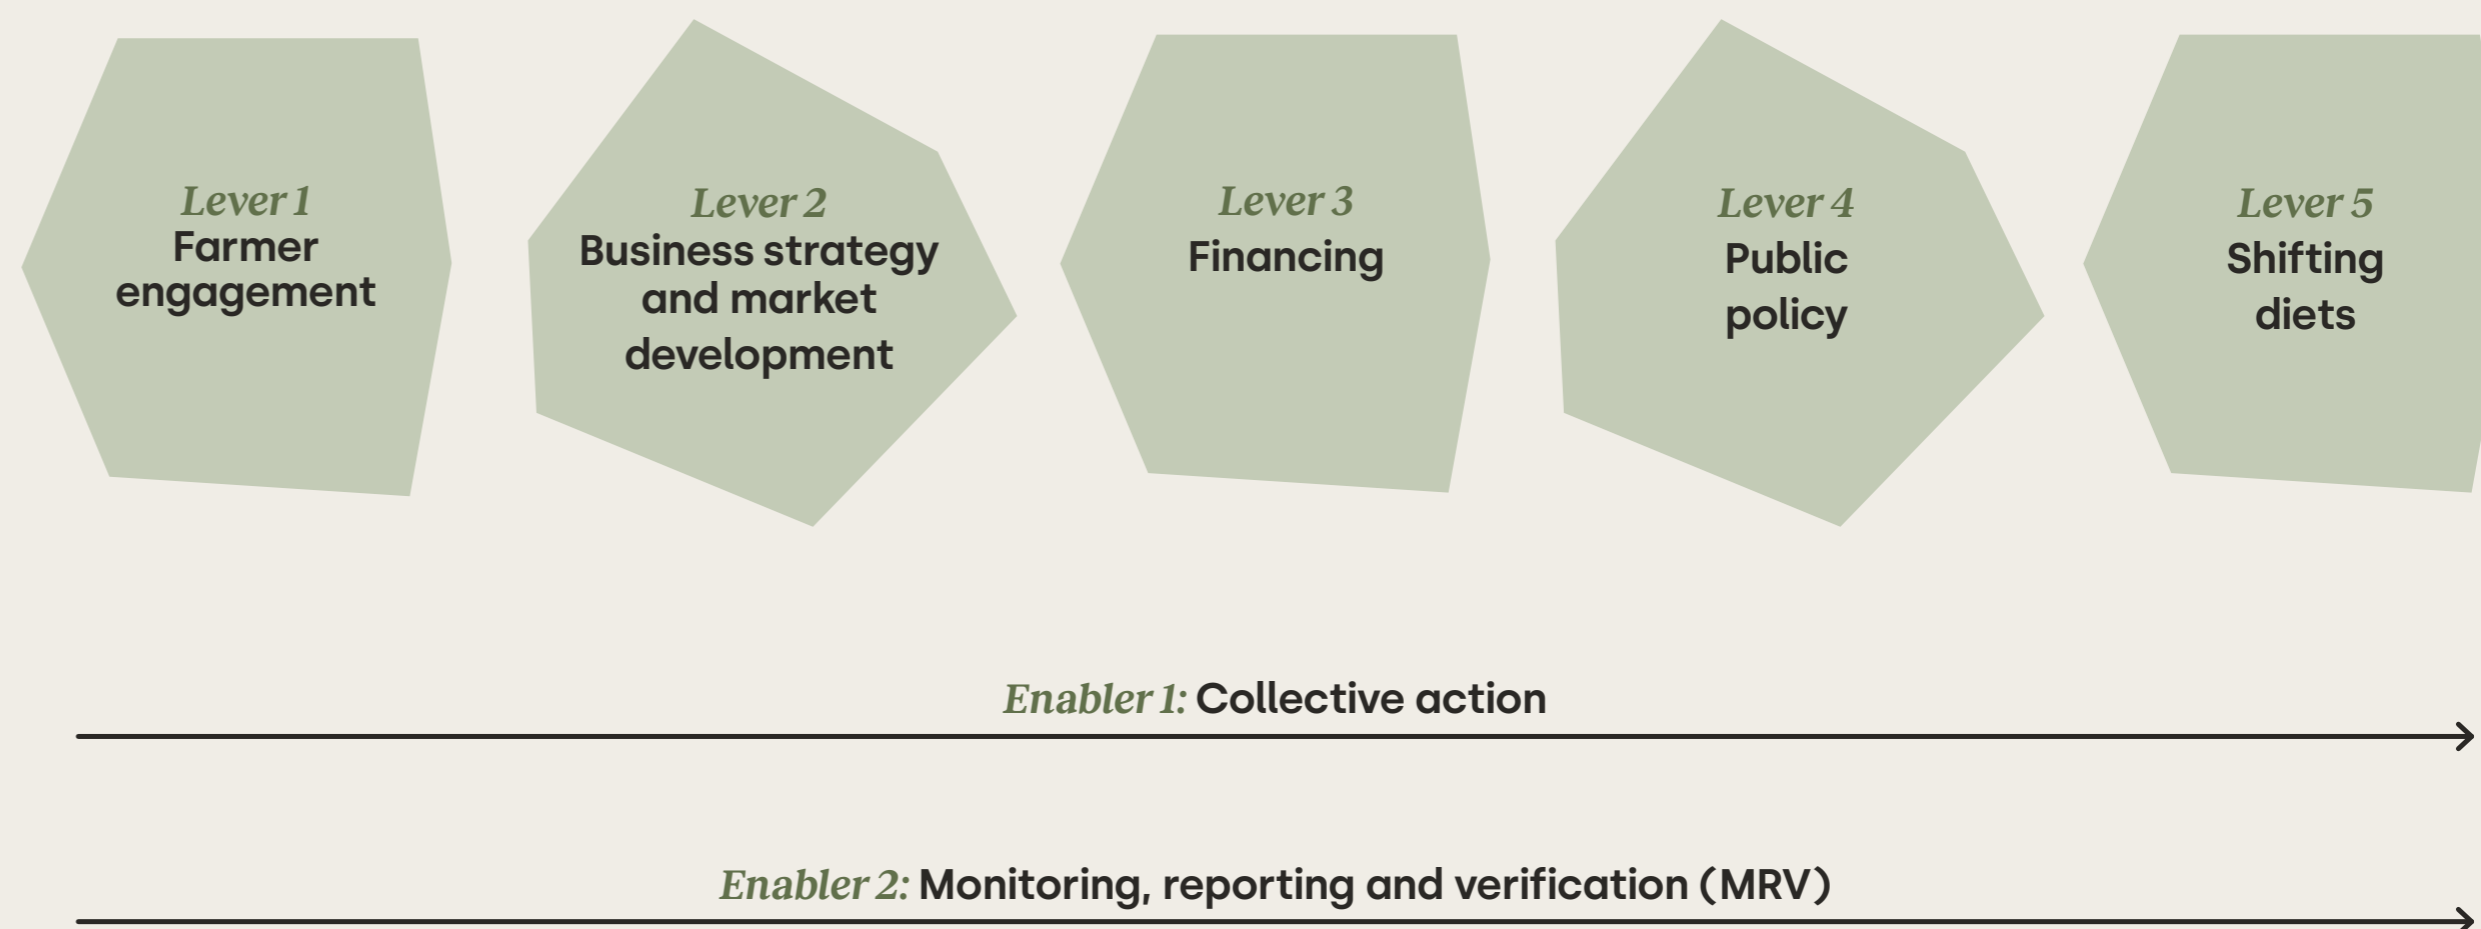 Lever 1
Farmer
engagement
Lever 2
Business strategy
and market
development
Lever 3
Financing
Lever 4
Public
policy
Lever 5
Shifting
diets
Enabler 1: Collective action
Enabler 2: Monitoring, reporting and verification (MRV)